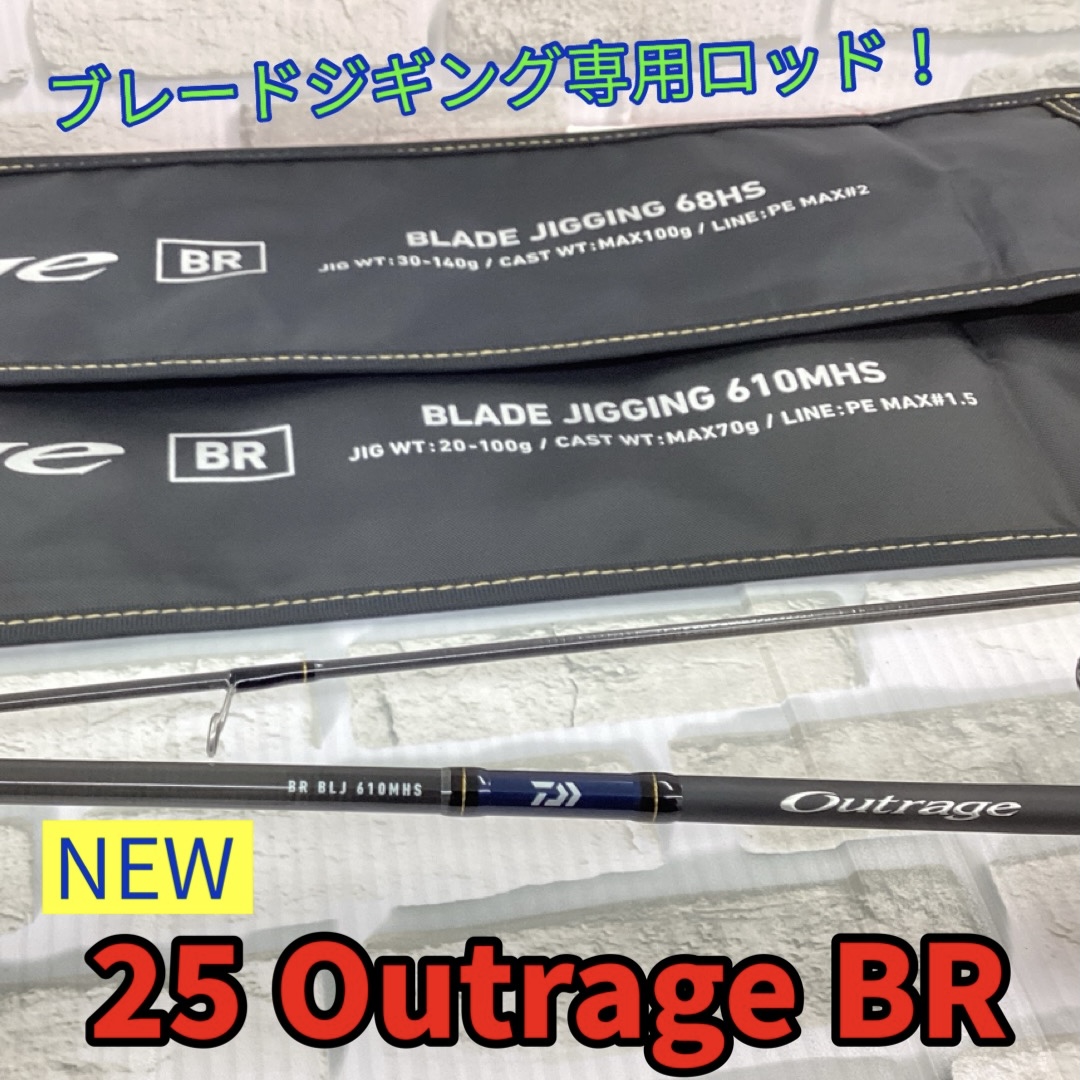 ブレードジギング専用ロッド！
BR
BLADE JIGGING 68HS
JIG WT:30-140g / CAST WT:MAX100g / LINE:PE MAX#2
BR
BLADE JIGGING 610MHS
JIG WT:20-100g / CAST WT:MAX70g / LINE:PE MAX#1.5
BR BLJ 610MHS
Outrage
NEW
25 Outrage BR